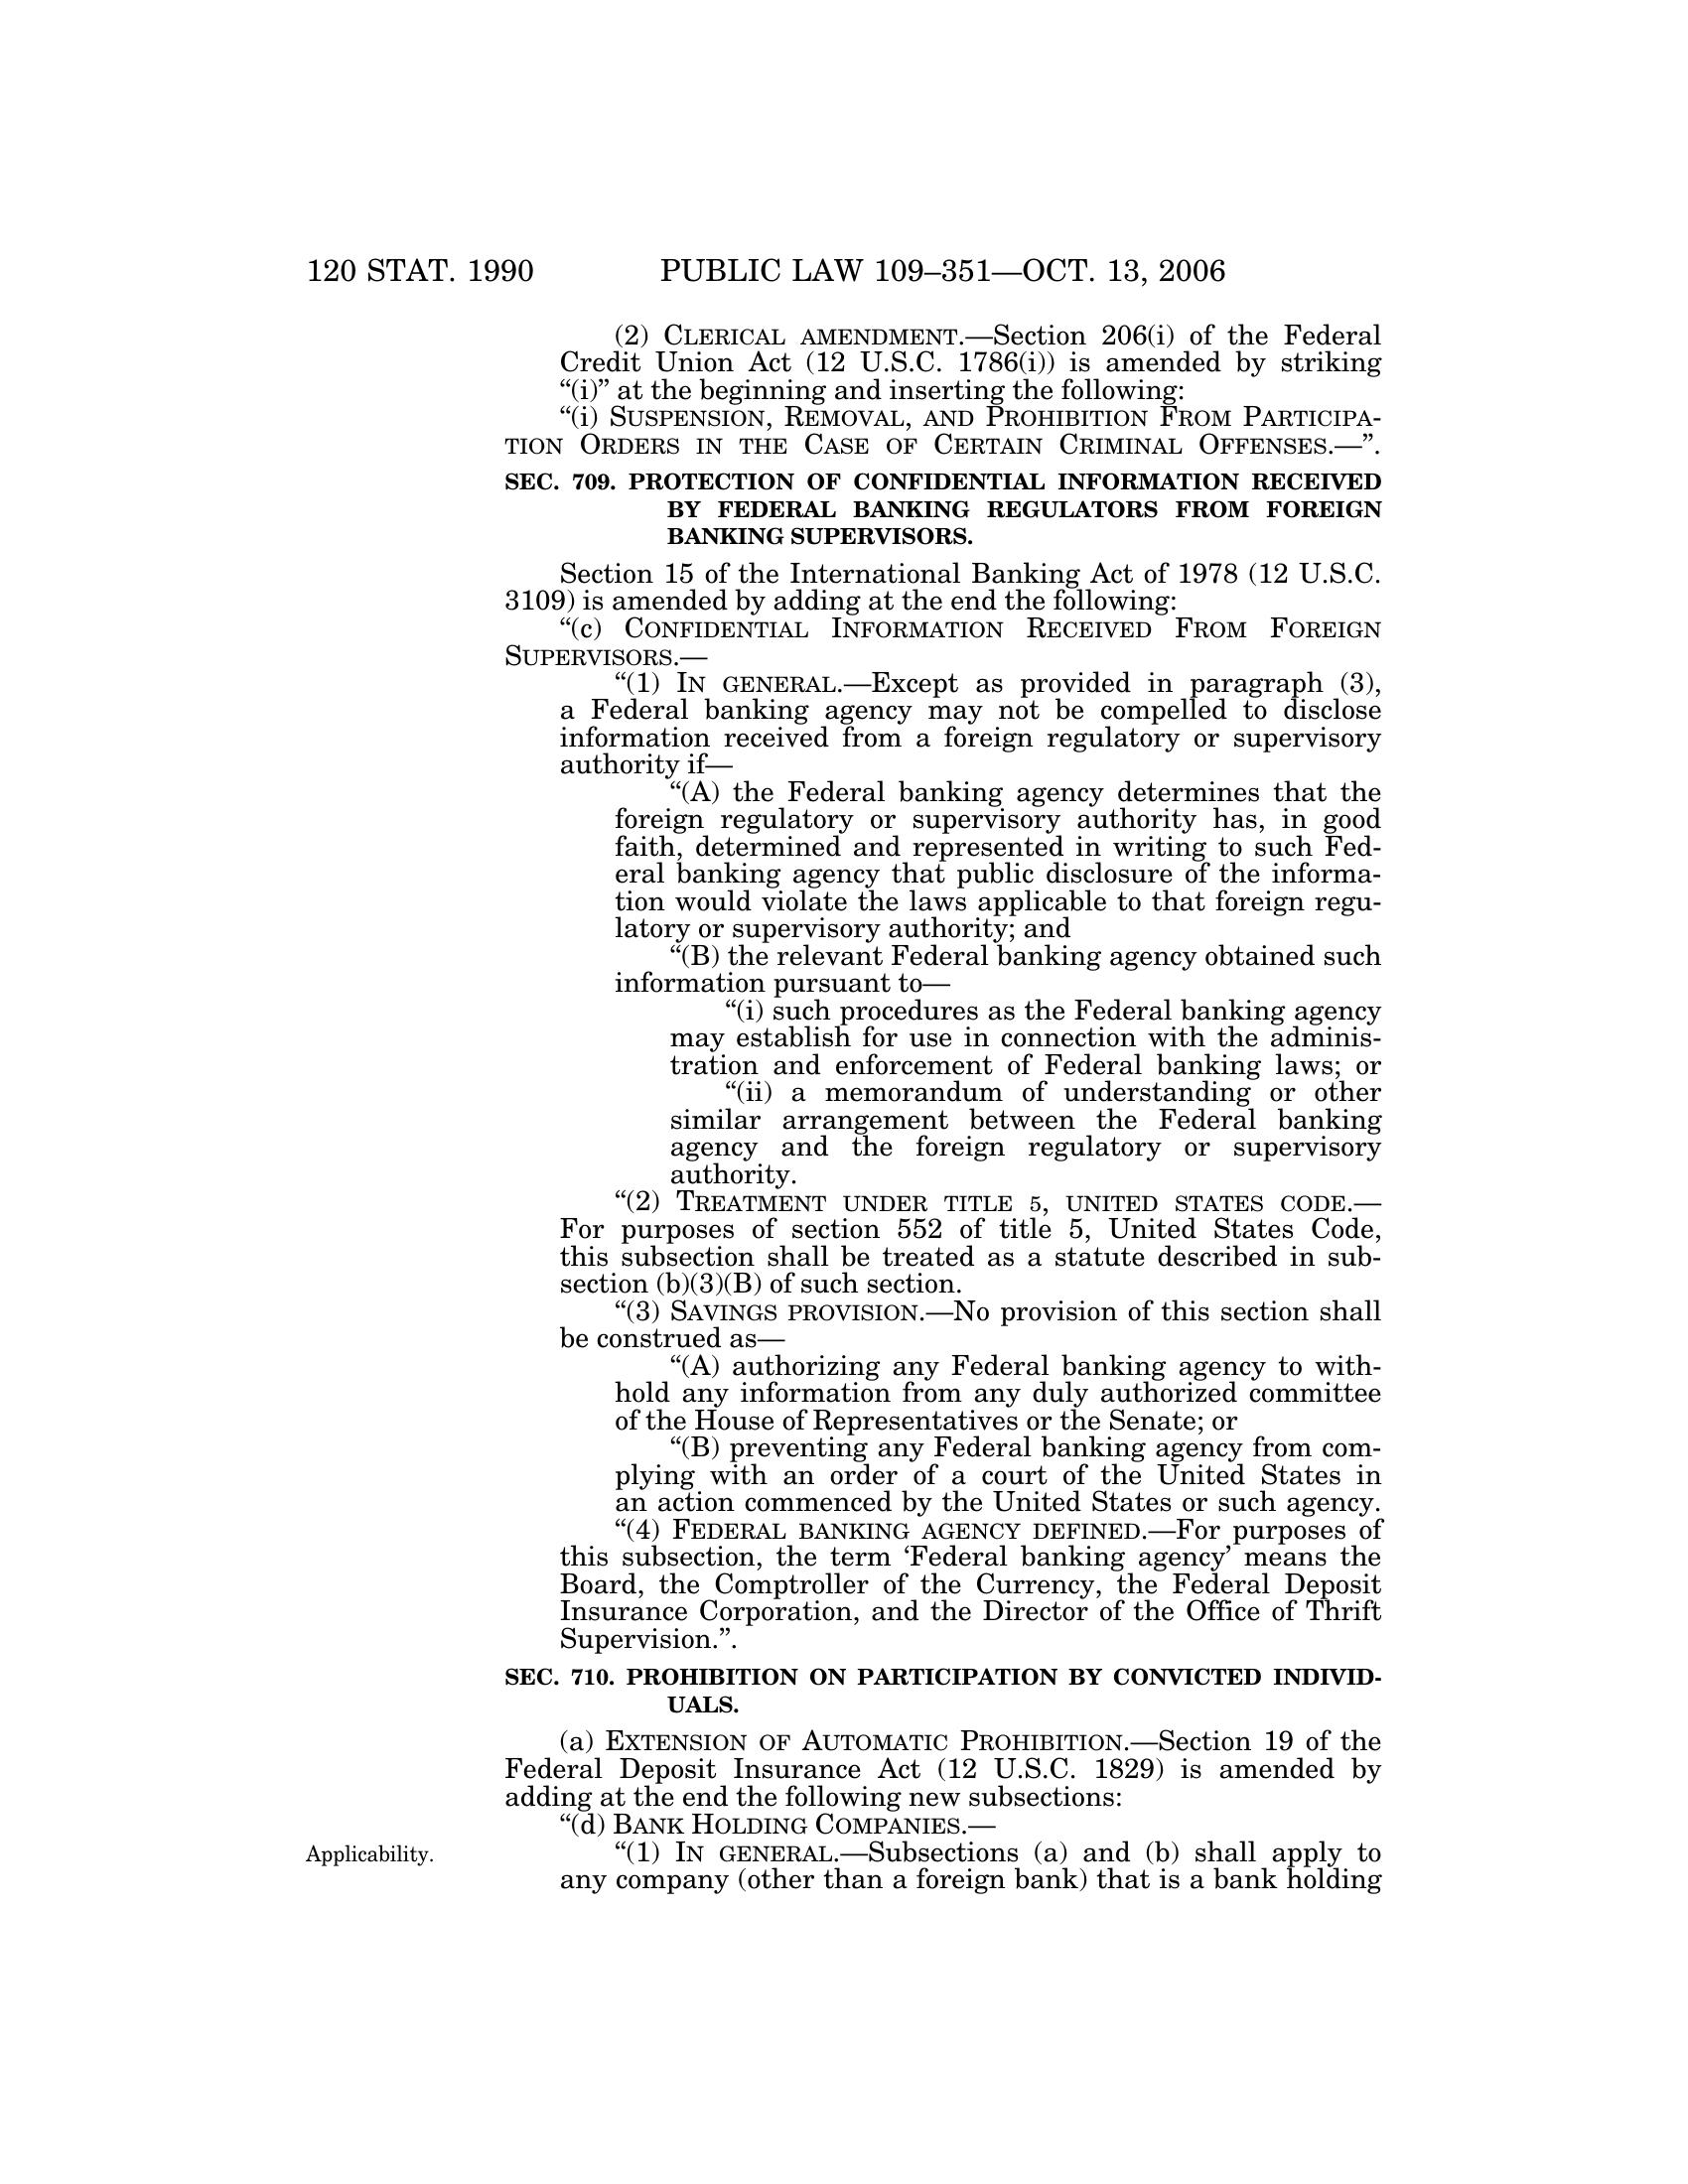 120 STAT. 1990 PUBLIC LAW 109–351—OCT. 13, 2006
(2) CLERICAL AMENDMENT.—Section 206(i) of the Federal
Credit Union Act (12 U.S.C. 1786(i)) is amended by striking
“(i)” at the beginning and inserting the following:
“(i) SUSPENSION, REMOVAL, AND PROHIBITION FROM PARTICIPA-
TION ORDERS IN THE CASE OF CERTAIN CRIMINAL OFFENSES.—”.
SEC. 709. PROTECTION OF CONFIDENTIAL INFORMATION RECEIVED
BY FEDERAL BANKING REGULATORS FROM FOREIGN
BANKING SUPERVISORS.
Section 15 of the International Banking Act of 1978 (12 U.S.C.
3109) is amended by adding at the end the following:
“(c) CONFIDENTIAL INFORMATION RECEIVED FROM FOREIGN
SUPERVISORS.—
“(1) IN GENERAL.—Except as provided in paragraph (3),
a Federal banking agency may not be compelled to disclose
information received from a foreign regulatory or supervisory
authority if—
“(A) the Federal banking agency determines that the
foreign regulatory or supervisory authority has, in good
faith, determined and represented in writing to such Fed-
eral banking agency that public disclosure of the informa-
tion would violate the laws applicable to that foreign regu-
latory or supervisory authority; and
“(B) the relevant Federal banking agency obtained such
information pursuant to—
“(i) such procedures as the Federal banking agency
may establish for use in connection with the adminis-
tration and enforcement of Federal banking laws; or
“(ii) a memorandum of understanding or other
similar arrangement between the Federal banking
agency and the foreign regulatory or supervisory
authority.
“(2) TREATMENT UNDER TITLE 5, UNITED STATES CODE.—
For purposes of section 552 of title 5, United States Code,
this subsection shall be treated as a statute described in sub-
section (b)(3)(B) of such section.
“(3) SAVINGS PROVISION.—No provision of this section shall
be construed as—
“(A) authorizing any Federal banking agency to with-
hold any information from any duly authorized committee
of the House of Representatives or the Senate; or
“(B) preventing any Federal banking agency from com-
plying with an order of a court of the United States in
an action commenced by the United States or such agency.
“(4) FEDERAL BANKING AGENCY DEFINED.—For purposes of
this subsection, the term ‘Federal banking agency’ means the
Board, the Comptroller of the Currency, the Federal Deposit
Insurance Corporation, and the Director of the Office of Thrift
Supervision.”.
SEC. 710. PROHIBITION ON PARTICIPATION BY CONVICTED INDIVID-
UALS.
(a) EXTENSION OF AUTOMATIC PROHIBITION.—Section 19 of the
Federal Deposit Insurance Act (12 U.S.C. 1829) is amended by
adding at the end the following new subsections:
“(d) BANK HOLDING COMPANIES.—
Applicability. “(1) IN GENERAL.—Subsections (a) and (b) shall apply to
any company (other than a foreign bank) that is a bank holding